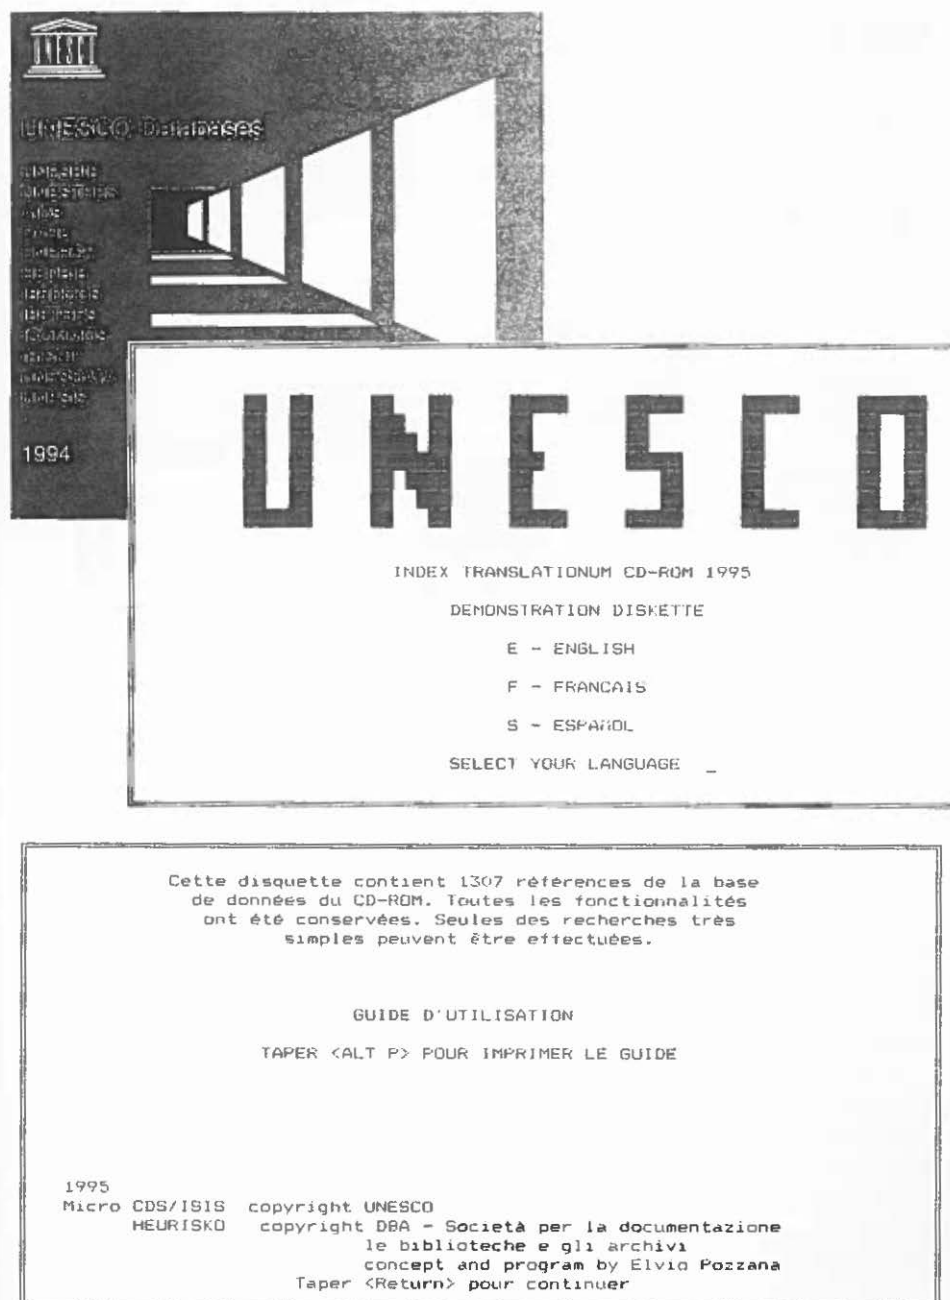 UNESCO
UNESCO Databases
1994
UNESCO
INDEX TRANSLATIONUM CD-ROM 1995
DEMONSTRATION DISKETTE
E - ENGLISH
F - FRANCAIS
S - ESPAÑOL
SELECT YOUR LANGUAGE _
Cette disquette contient 1307 références de la base
de données du CD-ROM. Toutes les fonctionnalités
ont été conservées. Seules des recherches très
simples peuvent être effectuées.
GUIDE D'UTILISATION
TAPER <ALT P> POUR IMPRIMER LE GUIDE
1995
Micro CDS/ISIS copyright UNESCO
HEURISKO copyright DBA - Società per la documentazione
le biblioteche e gli archivi
concept and program by Elvio Pozzana
Taper <Return> pour continuer